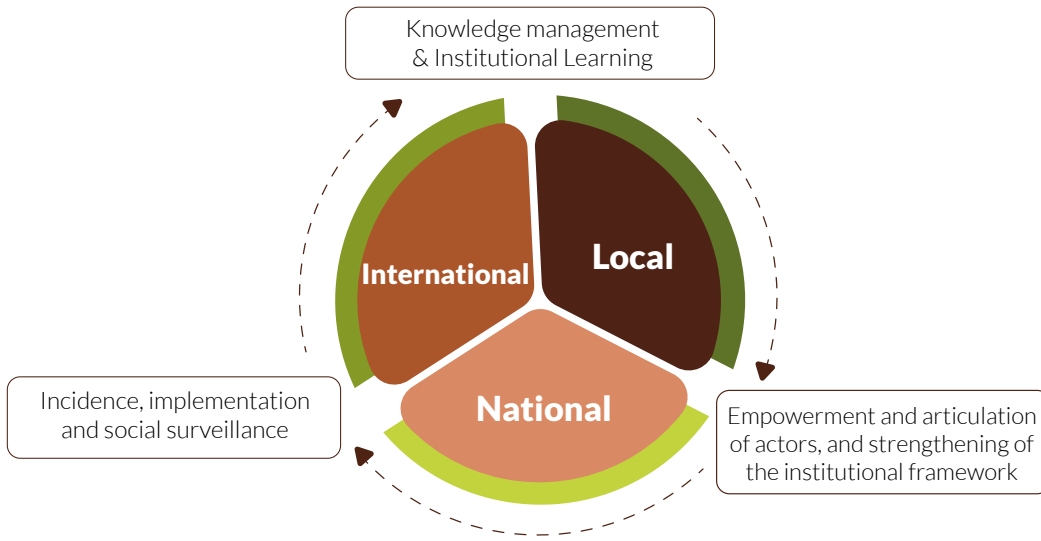 Knowledge management
& Institutional Learning
Local
International
National
Incidence, implementation
and social surveillance
Empowerment and articulation
of actors, and strengthening of
the institutional framework